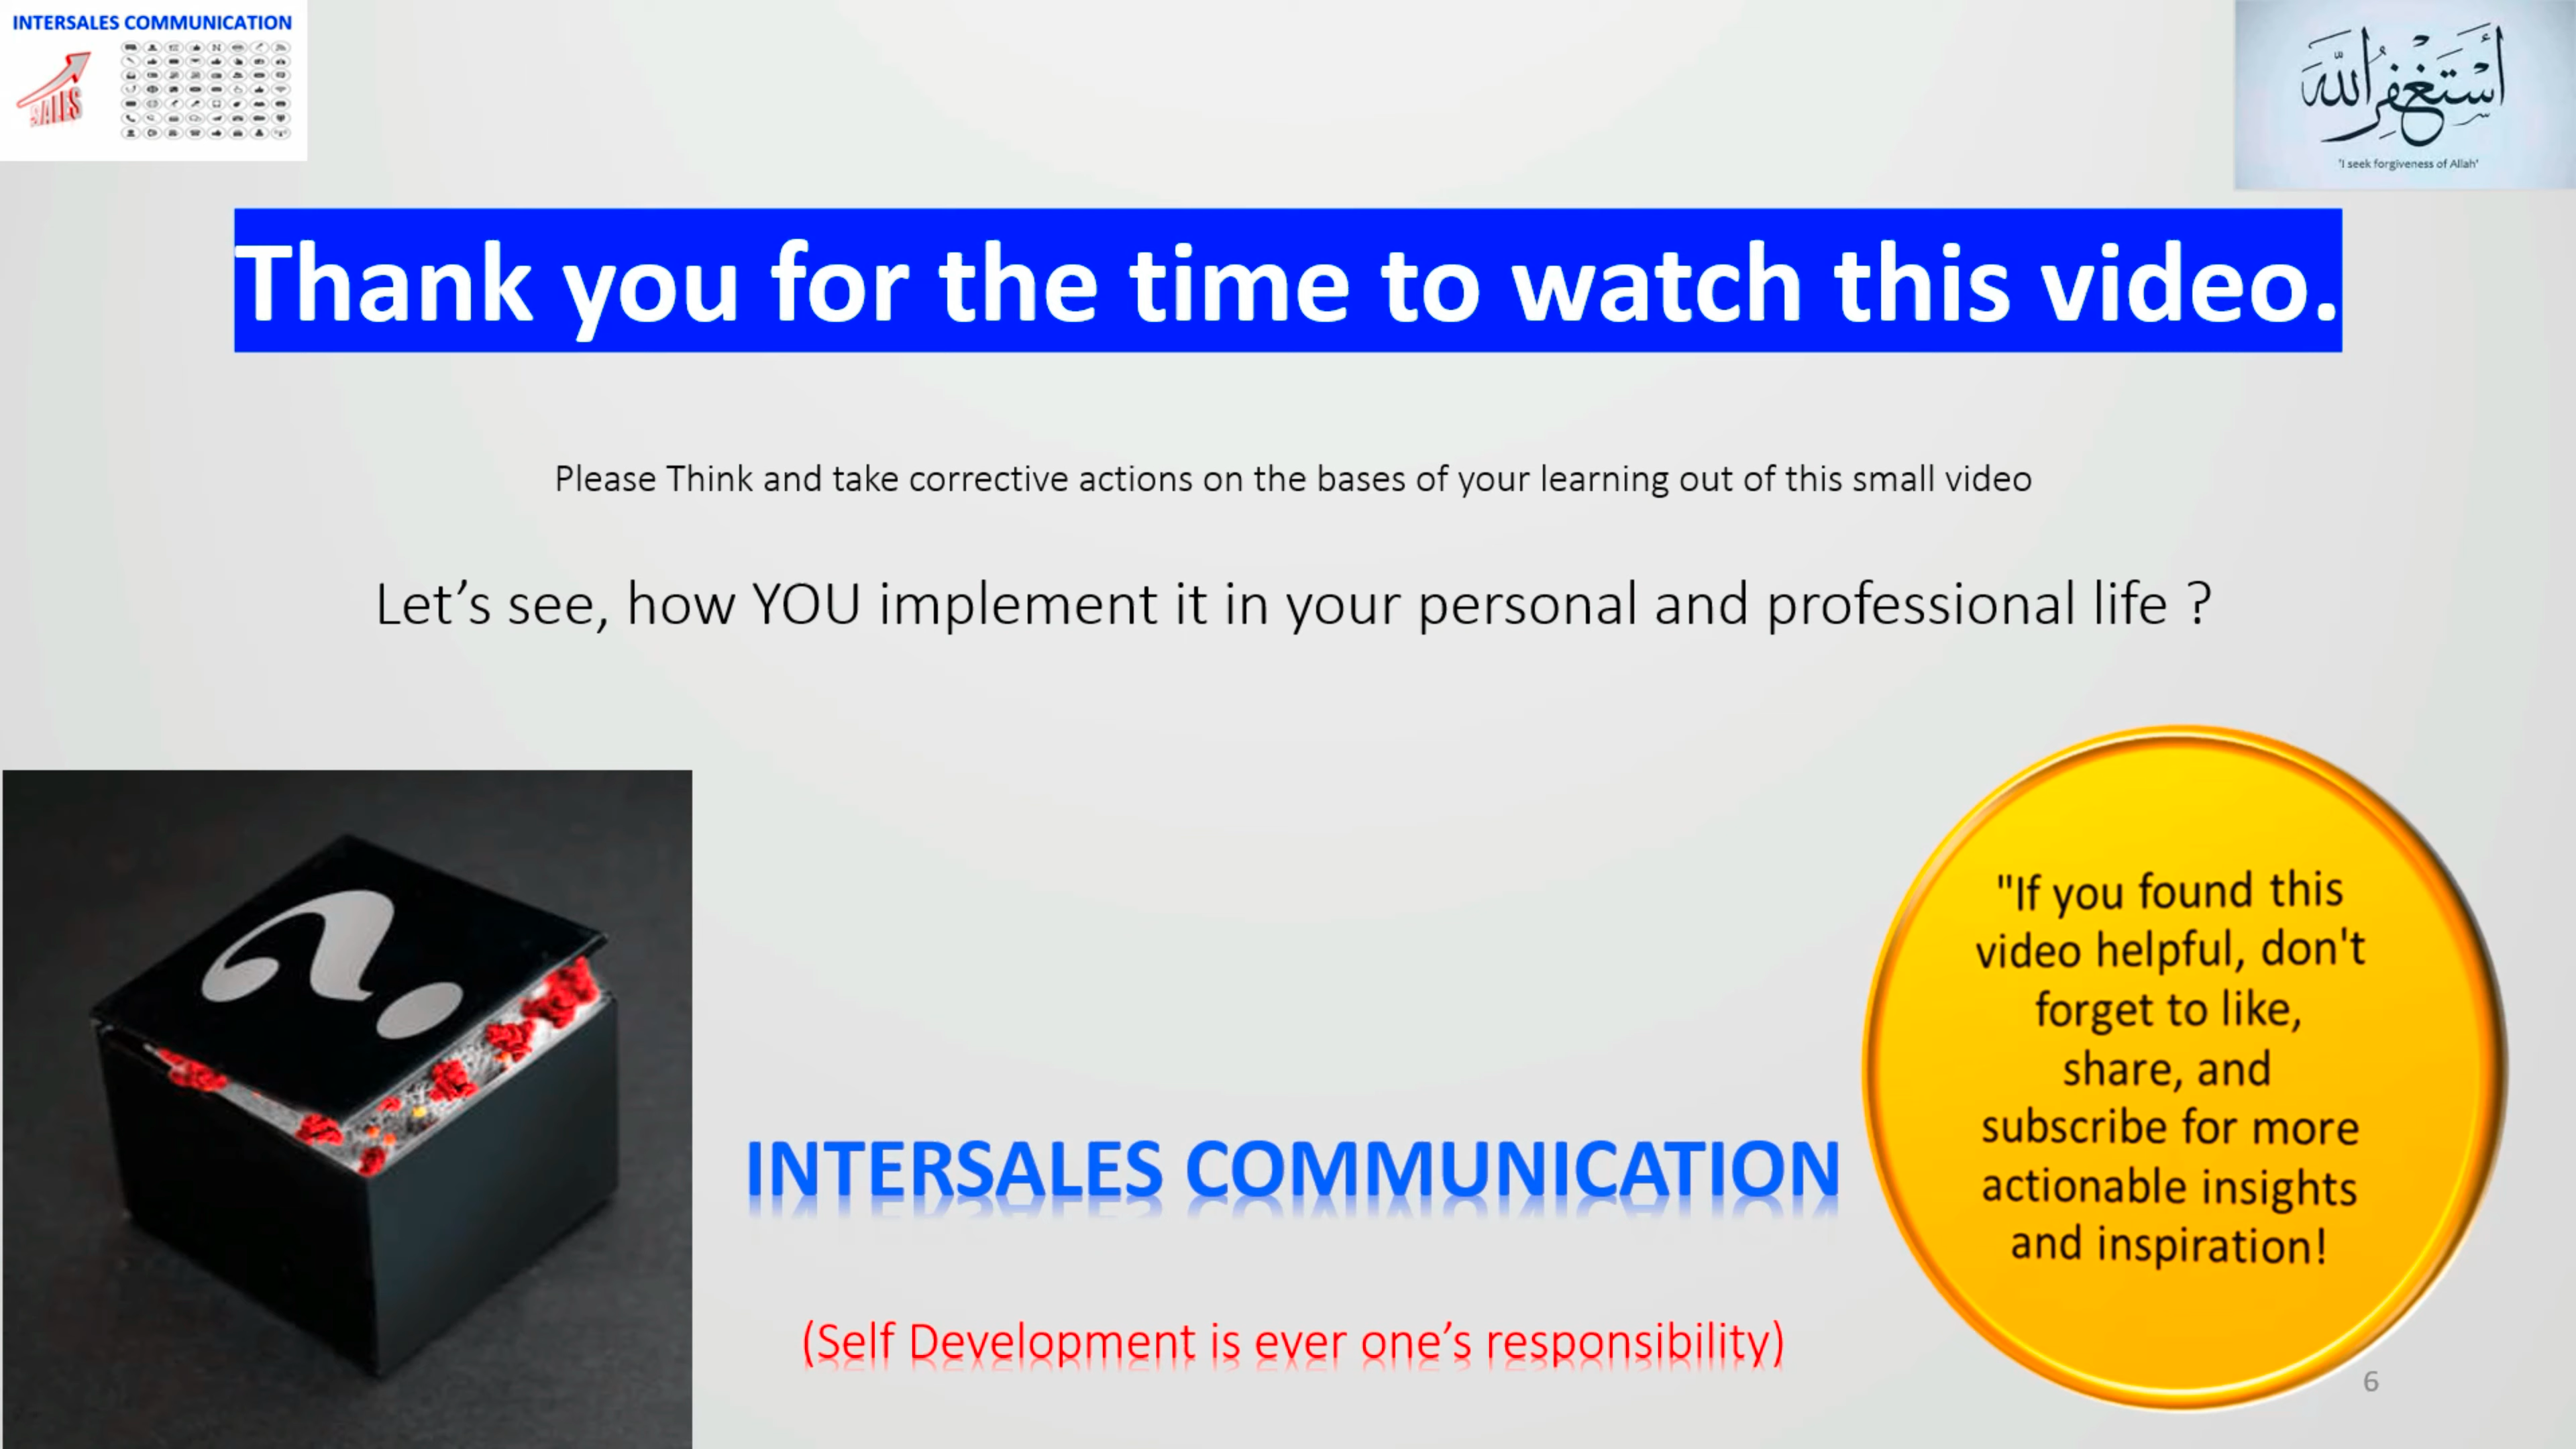 INTERSALES COMMUNICATION
SALES
أَسْتَغْفِرُ اللّٰه
'I seek forgiveness of Allah'
Thank you for the time to watch this video.
Please Think and take corrective actions on the bases of your learning out of this small video
Let’s see, how YOU implement it in your personal and professional life ?
?
"If you found this
video helpful, don't
forget to like,
share, and
subscribe for more
actionable insights
and inspiration!
INTERSALES COMMUNICATION
(Self Development is ever one’s responsibility)
6